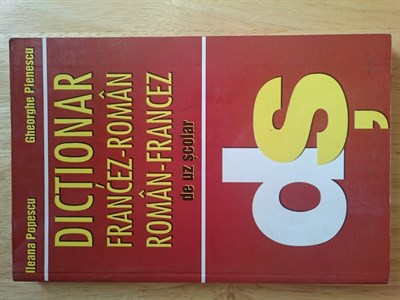 Ileana Popescu Gheorghe Pienescu
DICȚIONAR
FRANCEZ-ROMÂN
ROMÂN-FRANCEZ
de uz școlar
dș